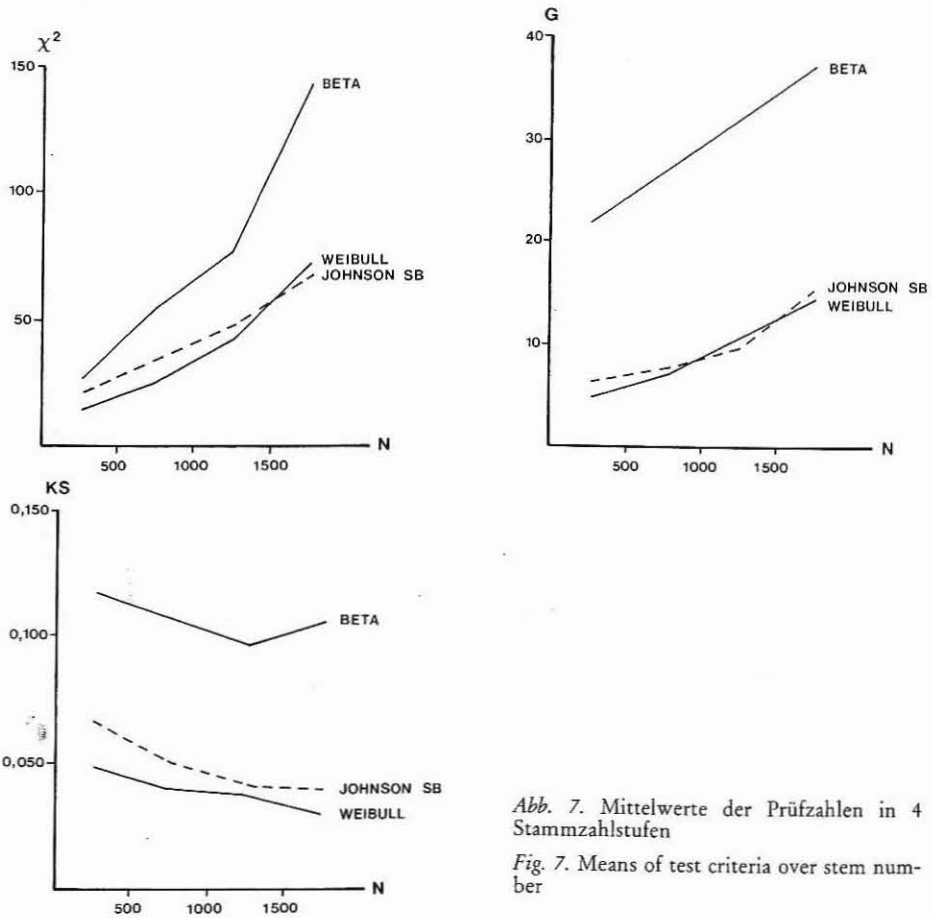 χ²
150
100
50
BETA
WEIBULL
JOHNSON SB
500 1000 1500 N
G
40
30
20
10
BETA
JOHNSON SB
WEIBULL
500 1000 1500 N
KS
0,150
0,100
0,050
BETA
JOHNSON SB
WEIBULL
500 1000 1500 N
Abb. 7. Mittelwerte der Prüfzahlen in 4
Stammzahlstufen
Fig. 7. Means of test criteria over stem num-
ber